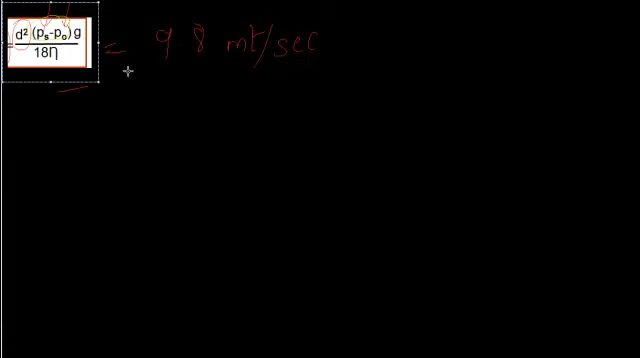 = d² (ps-po) g
18η
= 9 8 mt/sec